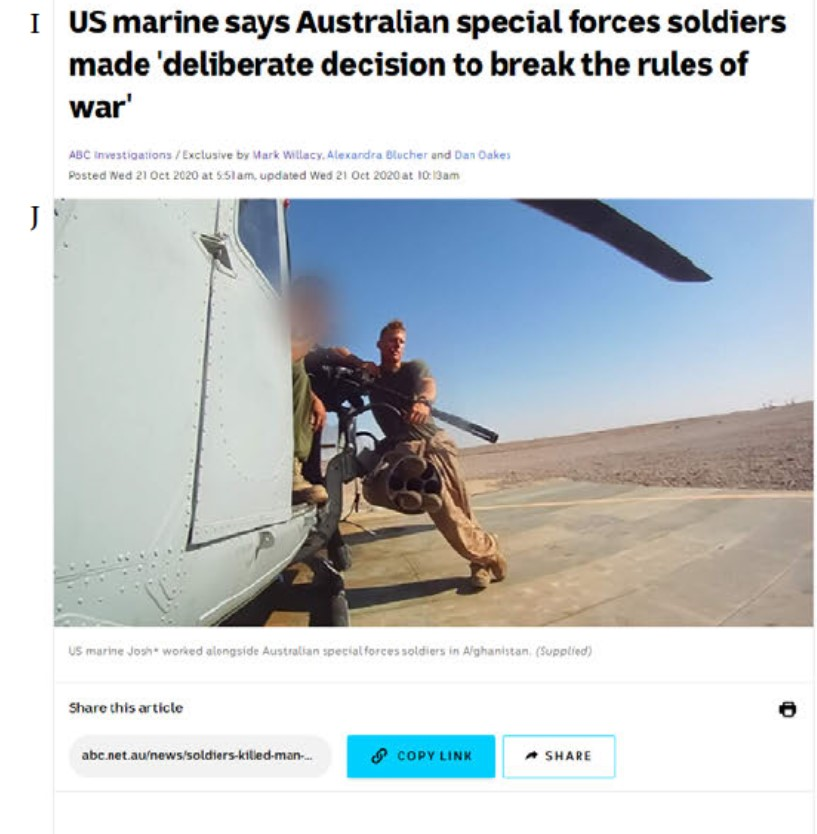 I
US marine says Australian special forces soldiers
made 'deliberate decision to break the rules of
war'
ABC Investigations / Exclusive by Mark Willacy, Alexandra Blucher and Dan Oakes
Posted Wed 21 Oct 2020 at 5:51am, updated Wed 21 Oct 2020 at 10:13am
J
US marine Josh* worked alongside Australian special forces soldiers in Afghanistan. (Supplied)
Share this article
abc.net.au/news/soldiers-killed-man-...
COPY LINK
SHARE